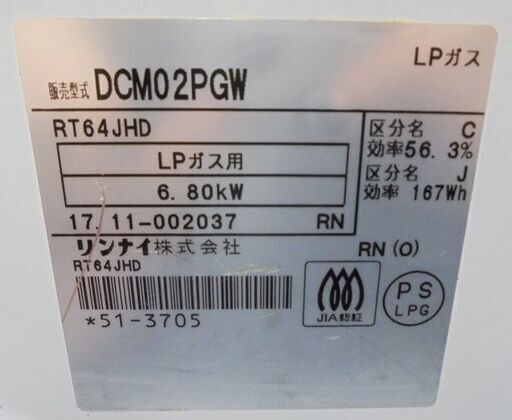 LPガス
販売型式 DCM02PGW
RT64JHD
LPガス用
6.80kW
17.11-002037 RN
区分名 C
効率56.3%
区分名 J
効率 167Wh
リンナイ株式会社
RN (O)
RT64JHD
*51-3705
JIA認証
PS
LPG